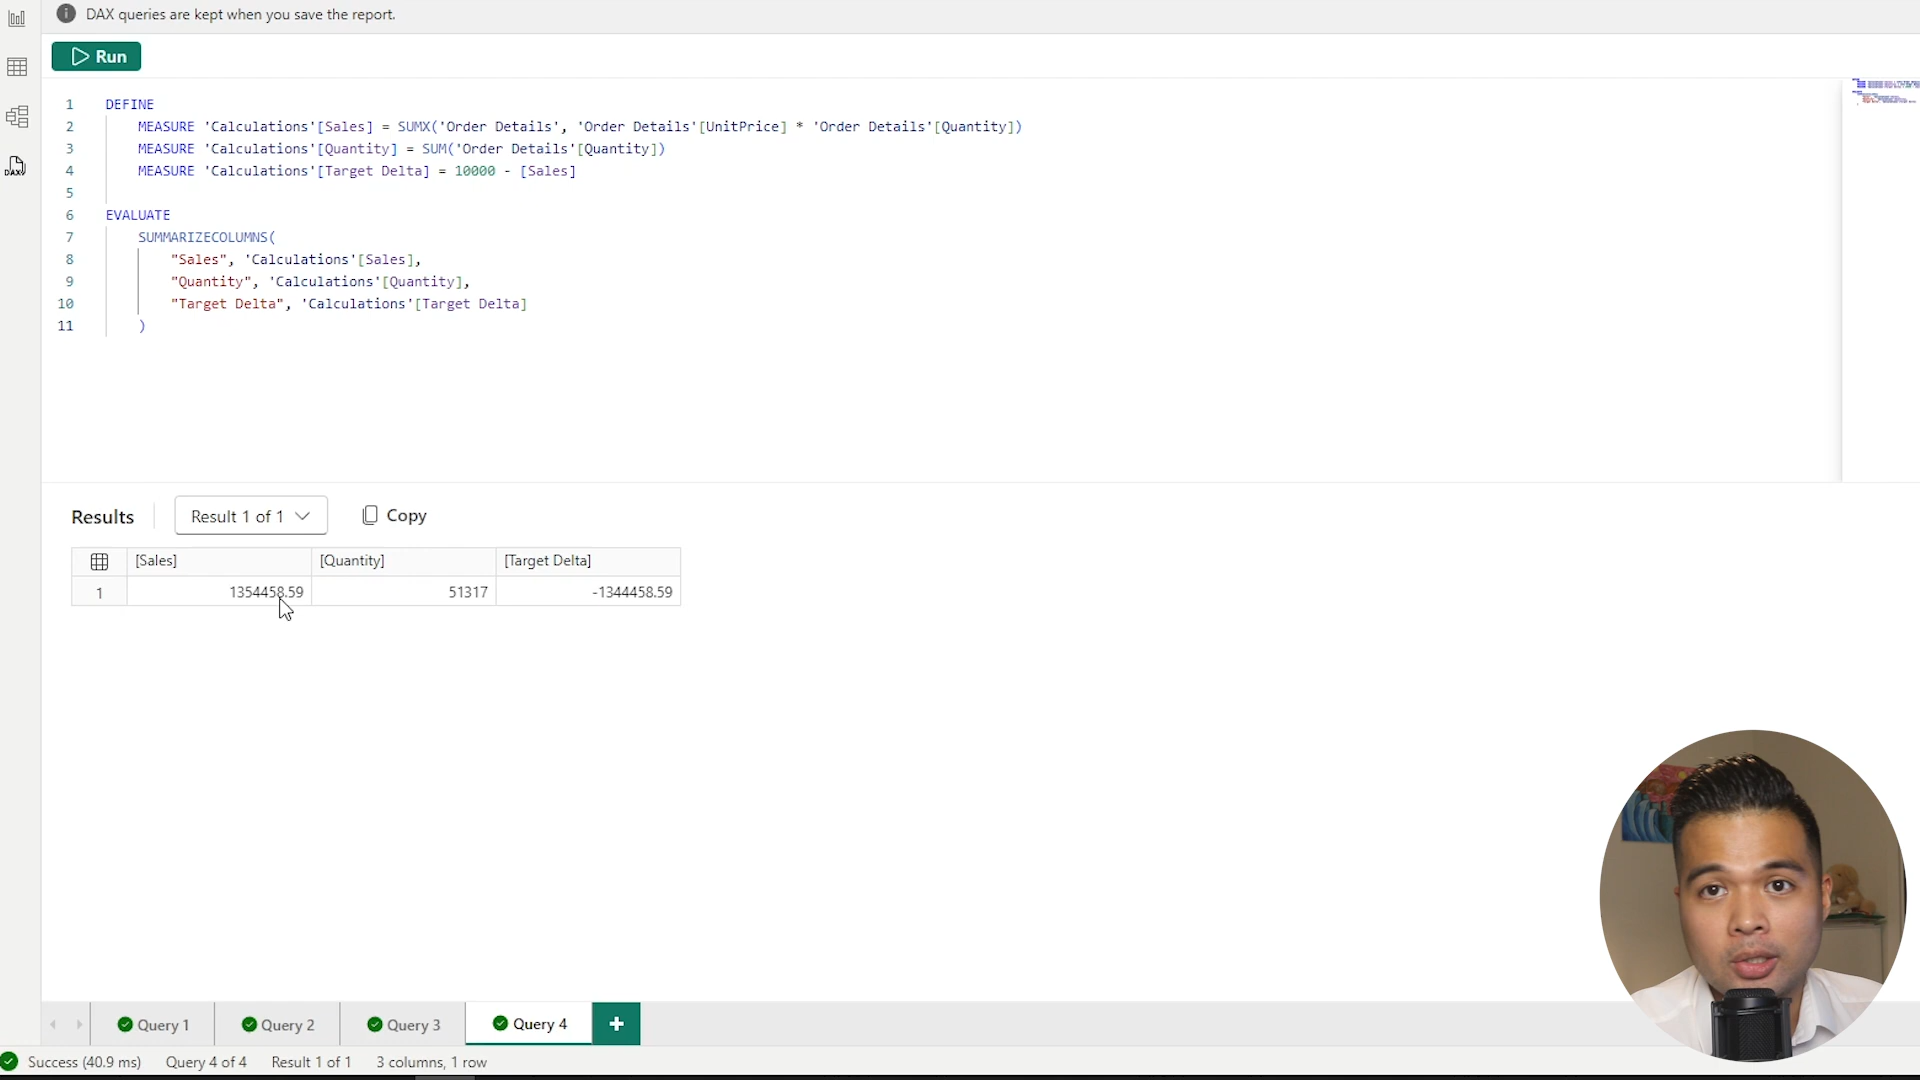 DAX queries are kept when you save the report.
Run
1 DEFINE
2 MEASURE 'Calculations'[Sales] = SUMX('Order Details', 'Order Details'[UnitPrice] * 'Order Details'[Quantity])
3 MEASURE 'Calculations'[Quantity] = SUM('Order Details'[Quantity])
4 MEASURE 'Calculations'[Target Delta] = 10000 - [Sales]
5
6 EVALUATE
7 SUMMARIZECOLUMNS(
8 "Sales", 'Calculations'[Sales],
9 "Quantity", 'Calculations'[Quantity],
10 "Target Delta", 'Calculations'[Target Delta]
11 )
DAX
Results Result 1 of 1 Copy
[Sales] [Quantity] [Target Delta]
1 1354458.59 51317 -1344458.59
Query 1 Query 2 Query 3 Query 4 +
Success (40.9 ms) Query 4 of 4 Result 1 of 1 3 columns, 1 row